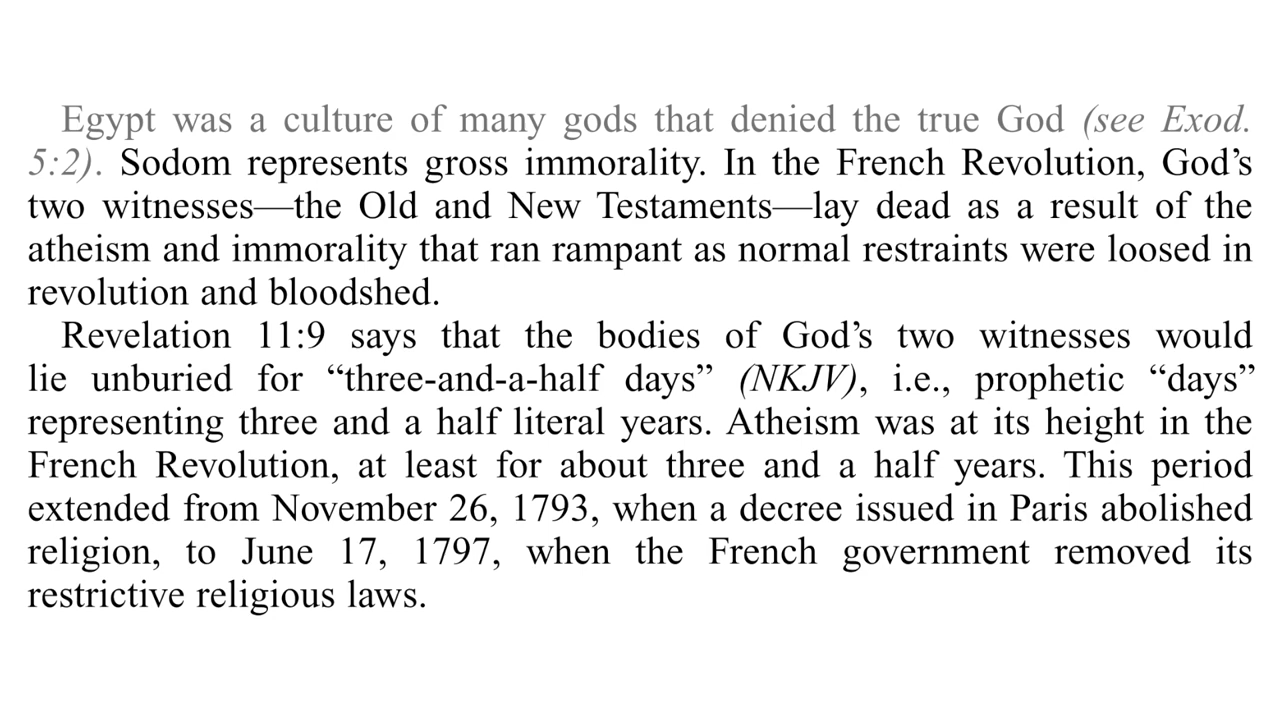 Egypt was a culture of many gods that denied the true God (see Exod.
5:2). Sodom represents gross immorality. In the French Revolution, God’s
two witnesses—the Old and New Testaments—lay dead as a result of the
atheism and immorality that ran rampant as normal restraints were loosed in
revolution and bloodshed.
Revelation 11:9 says that the bodies of God’s two witnesses would
lie unburied for “three-and-a-half days” (NKJV), i.e., prophetic “days”
representing three and a half literal years. Atheism was at its height in the
French Revolution, at least for about three and a half years. This period
extended from November 26, 1793, when a decree issued in Paris abolished
religion, to June 17, 1797, when the French government removed its
restrictive religious laws.